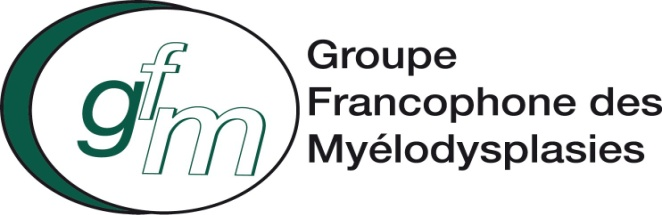 gfm
Groupe
Francophone des
Myélodysplasies